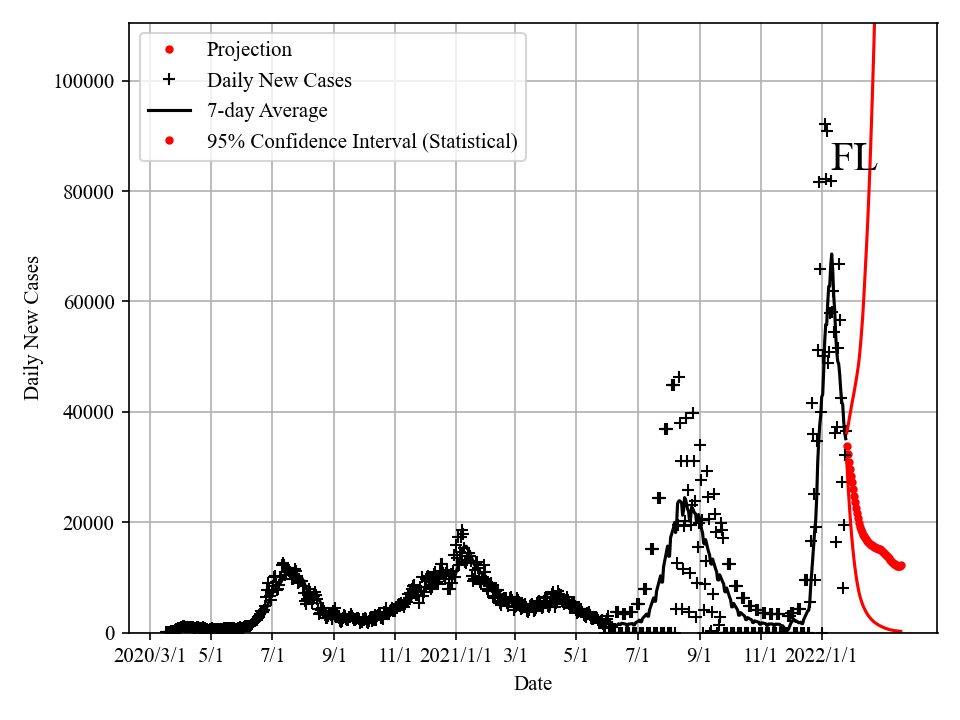 Projection
Daily New Cases
7-day Average
95% Confidence Interval (Statistical)
FL
Daily New Cases
100000
80000
60000
40000
20000
0
2020/3/1 5/1 7/1 9/1 11/1 2021/1/1 3/1 5/1 7/1 9/1 11/1 2022/1/1
Date